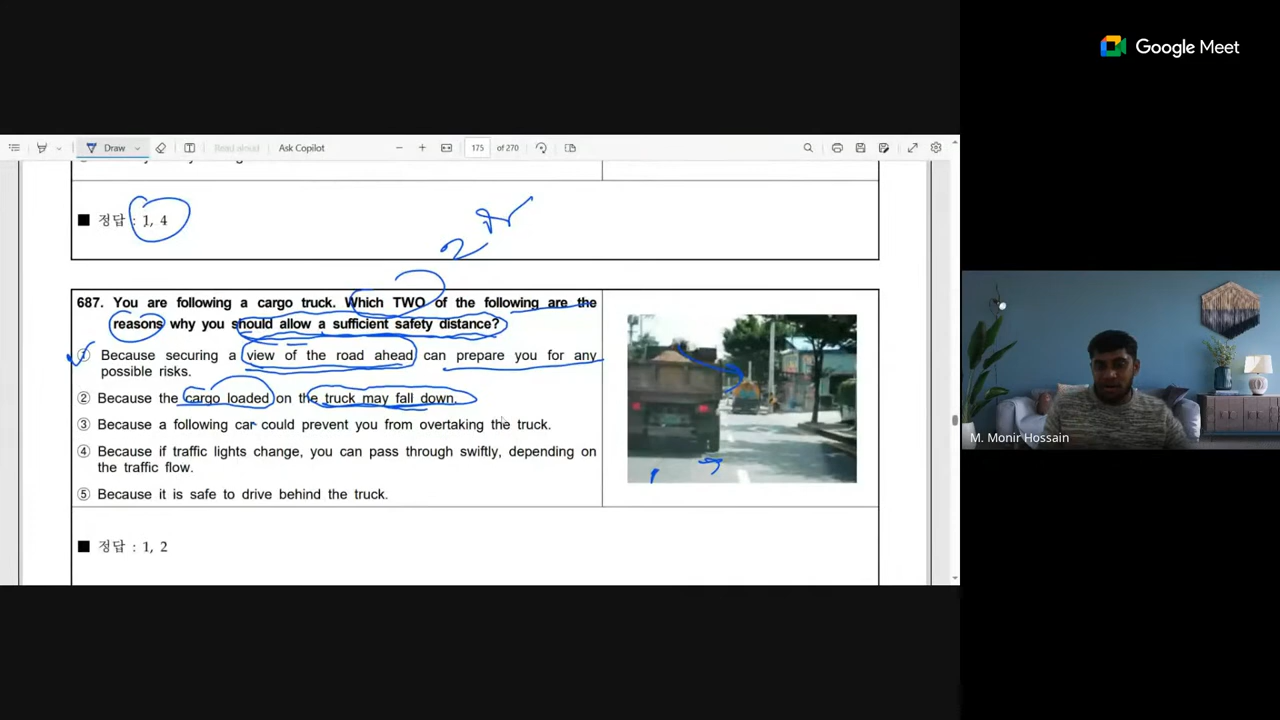 Google Meet
Draw
Read aloud
Ask Copilot
175
of 270
■ 정답 : 1, 4
2
687. You are following a cargo truck. Which TWO of the following are the
reasons why you should allow a sufficient safety distance?
① Because securing a view of the road ahead can prepare you for any
possible risks.
② Because the cargo loaded on the truck may fall down.
③ Because a following car could prevent you from overtaking the truck.
④ Because if traffic lights change, you can pass through swiftly, depending on
the traffic flow.
⑤ Because it is safe to drive behind the truck.
■ 정답 : 1, 2
M. Monir Hossain